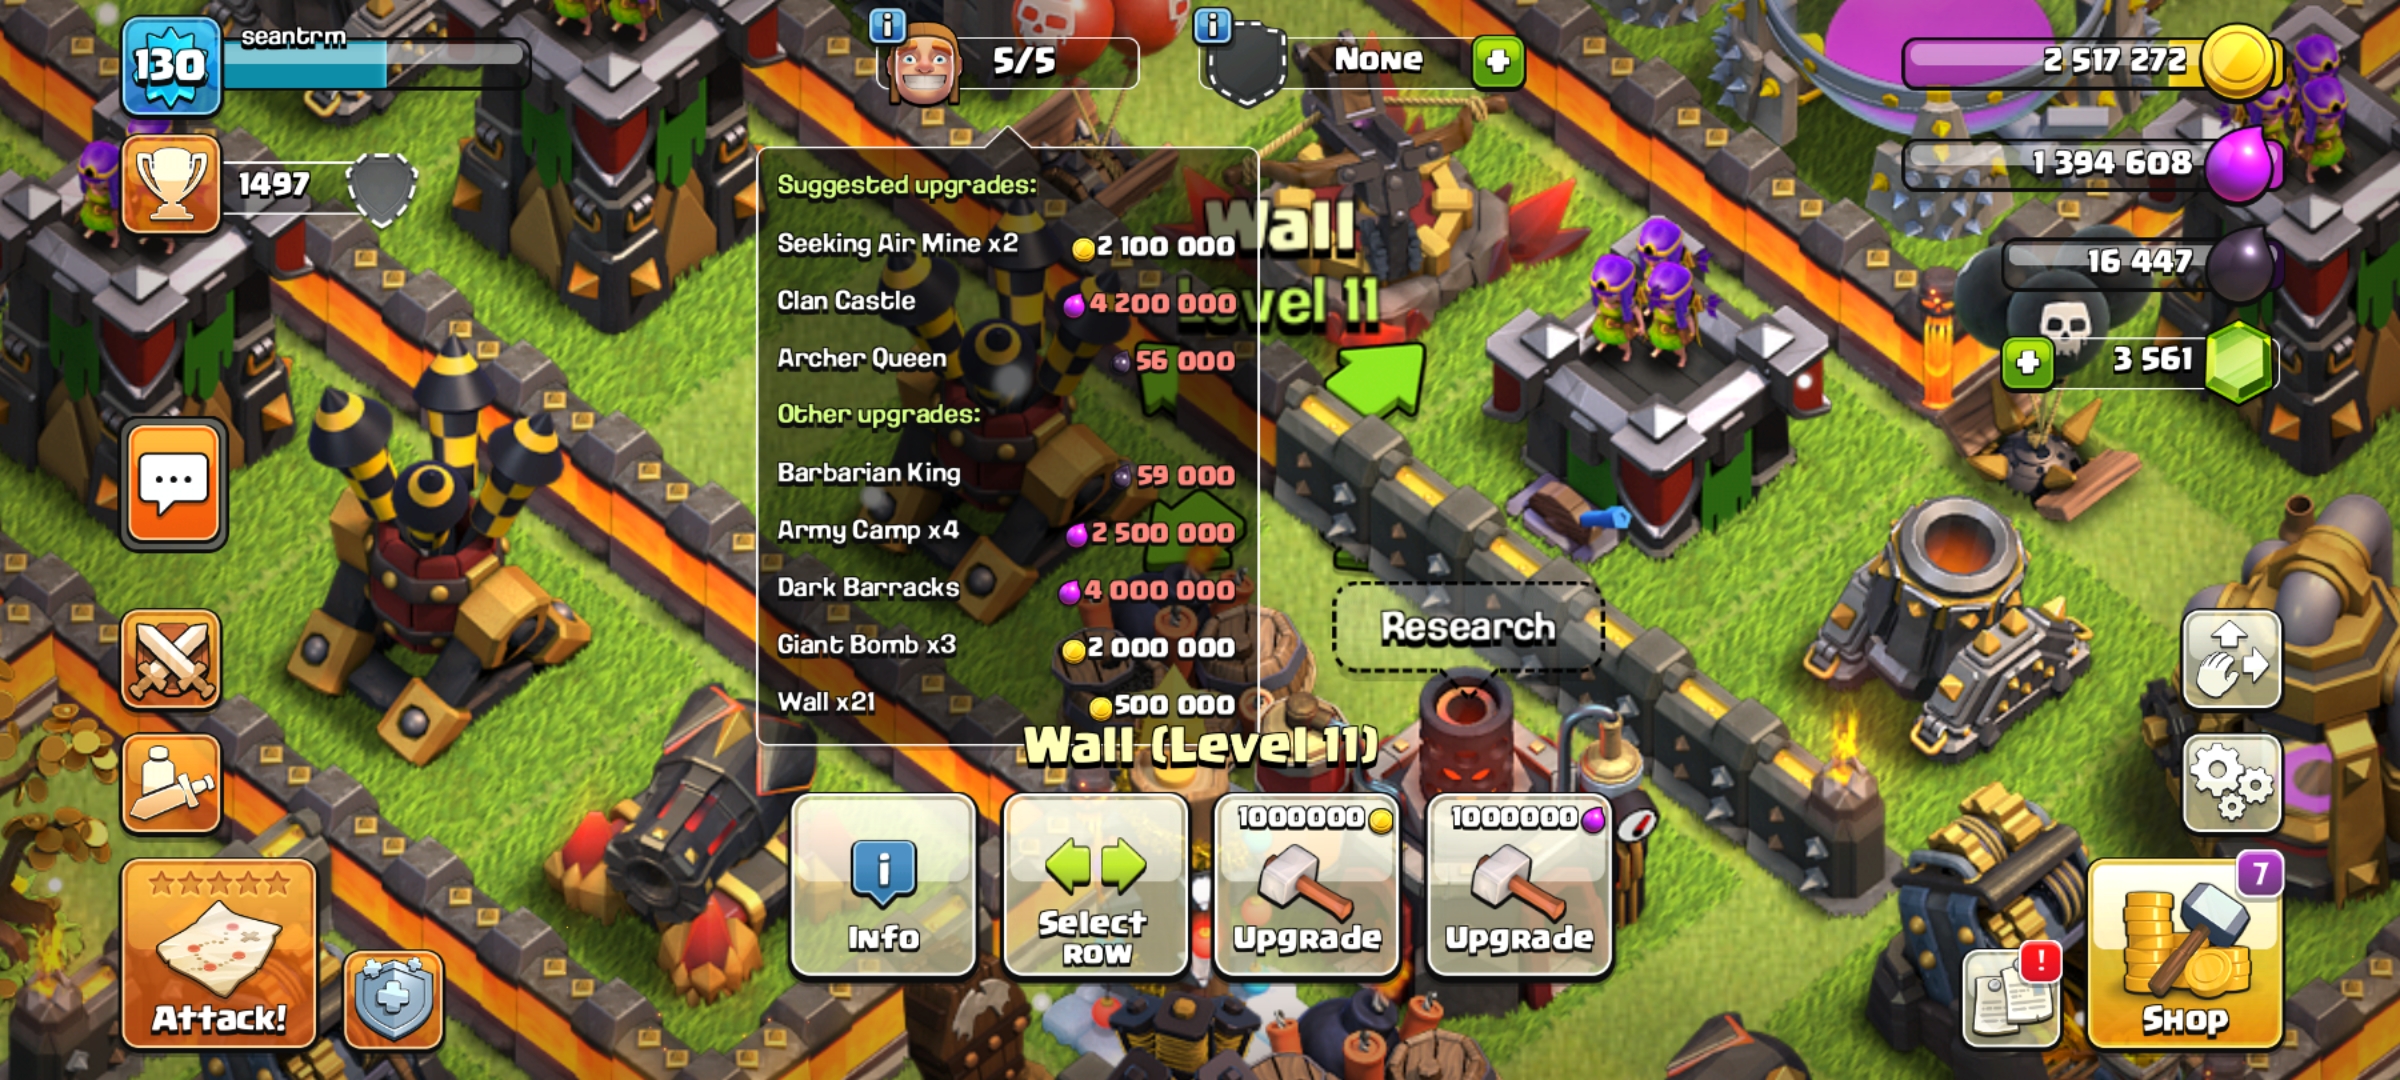 130
seantrm
5/5
None
2 517 272
1497
1 394 608
16 447
3 561
Suggested upgrades:
Seeking Air Mine x2 2 100 000
Clan Castle 4 200 000
Archer Queen 56 000
Other upgrades:
Barbarian King 59 000
Army Camp x4 2 500 000
Dark Barracks 4 000 000
Giant Bomb x3 2 000 000
Wall x21 500 000
Wall
Level 11
Research
Wall (Level 11)
Info
Select
Row
1000000
Upgrade
1000000
Upgrade
Attack!
7
!
Shop